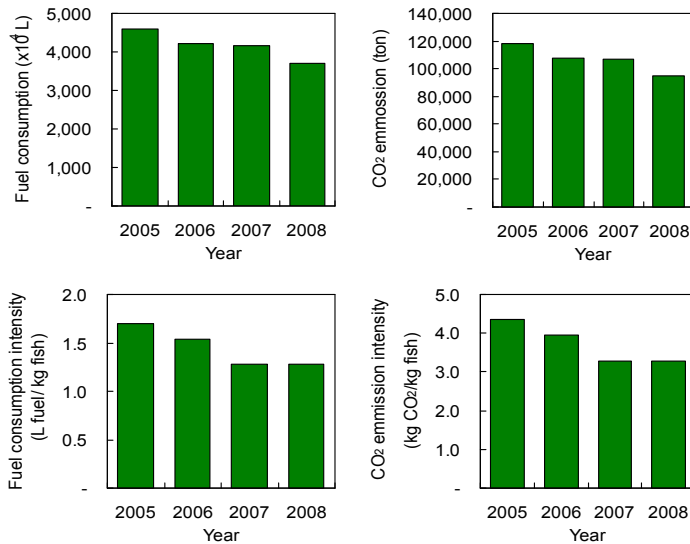 Fuel consumption (x10⁴ L)
5,000
4,000
3,000
2,000
1,000
-
2005 2006 2007 2008
Year
CO2 emmossion (ton)
140,000
120,000
100,000
80,000
60,000
40,000
20,000
-
2005 2006 2007 2008
Year
Fuel consumption intensity
(L fuel/ kg fish)
2.0
1.5
1.0
0.5
-
2005 2006 2007 2008
Year
CO2 emmission intensity
(kg CO2/kg fish)
5.0
4.0
3.0
2.0
1.0
-
2005 2006 2007 2008
Year